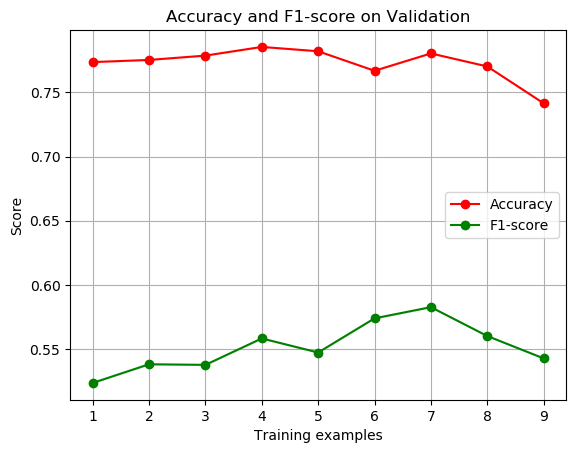 Accuracy and F1-score on Validation
Score
0.75
0.70
0.65
0.60
0.55
Accuracy
F1-score
1 2 3 4 5 6 7 8 9
Training examples